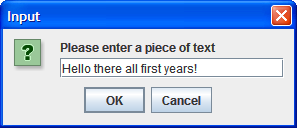 Input
?
Please enter a piece of text
Hello there all first years!
OK Cancel